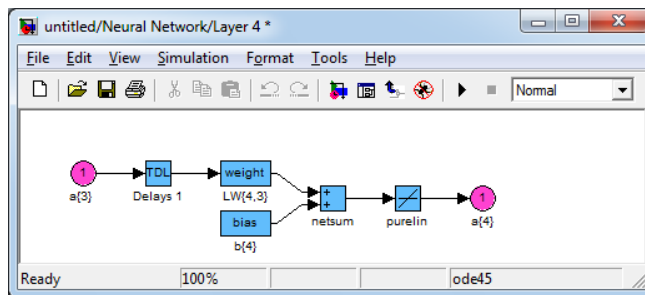 untitled/Neural Network/Layer 4 *
File Edit View Simulation Format Tools Help
Normal
1 TDL weight
a{3} Delays 1 LW{4,3}
+
+ 1
bias netsum purelin a{4}
b{4}
Ready 100% ode45